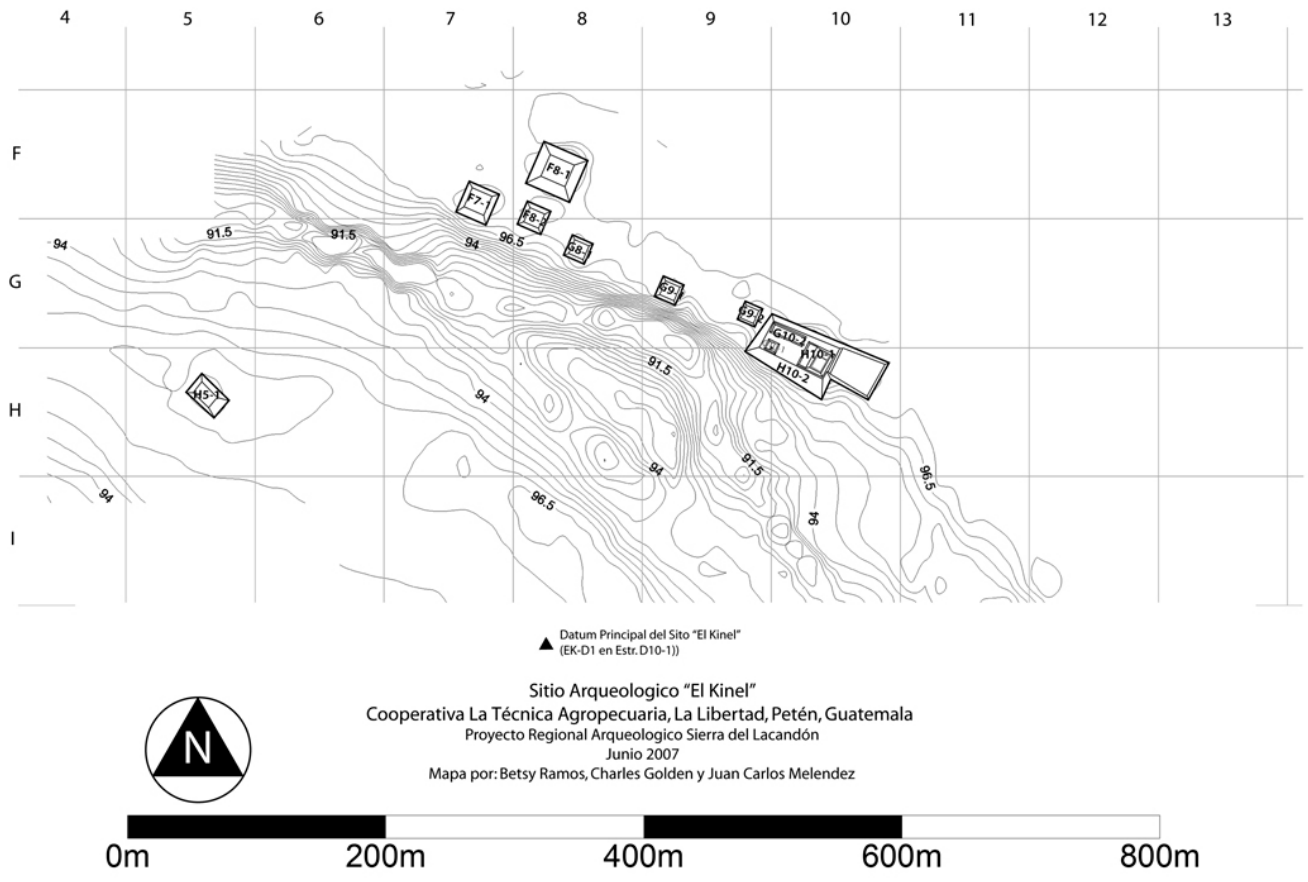 4 5 6 7 8 9 10 11 12 13
F
F8-1
F7-1
F8-2
91.5 91.5 96.5
94 94
G8-
G
G9-
G9-2
G10-2
H10-1
91.5
H10-2
H5-1
94
H
91.5
94
96.5
94
96.5
94
I
Datum Principal del Sito "El Kinel"
(EK-D1 en Estr. D10-1))
Sitio Arqueologico "El Kinel"
Cooperativa La Técnica Agropecuaria, La Libertad, Petén, Guatemala
Proyecto Regional Arqueologico Sierra del Lacandón
Junio 2007
Mapa por: Betsy Ramos, Charles Golden y Juan Carlos Melendez
N
0m 200m 400m 600m 800m